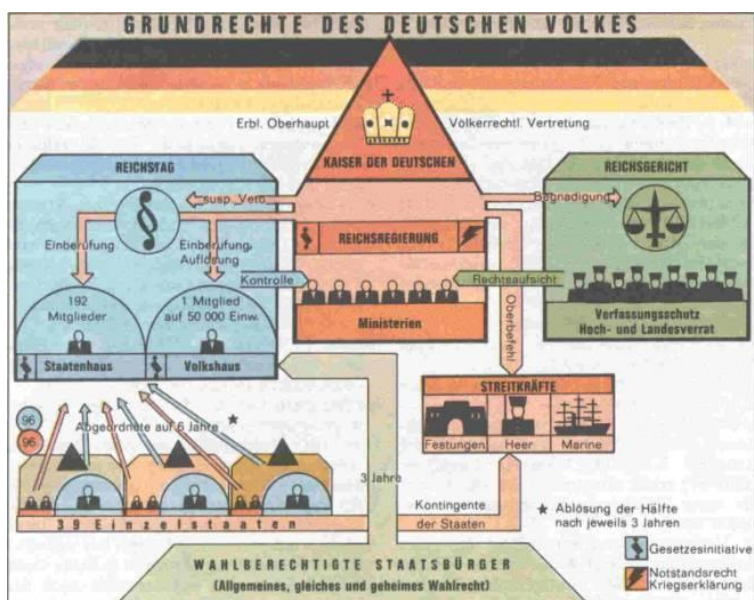 GRUNDRECHTE DES DEUTSCHEN VOLKES
Erbl. Oberhaupt
Völkerrechtl. Vertretung
KAISER DER DEUTSCHEN
REICHSTAG
REICHSGERICHT
susp. Veto
Begnadigung
Einberufung
Einberufung,
Auflösung
REICHSREGIERUNG
Kontrolle
Rechtsaufsicht
192
Mitglieder
1 Mitglied
auf 50 000 Einw.
Ministerien
Oberbefehl
Verfassungsschutz
Hoch- und Landesverrat
Staatenhaus
Volkshaus
STREITKRÄFTE
Festungen
Heer
Marine
96
96
Abgeordnete auf 6 Jahre ★
3 Jahre
39 Einzelstaaten
Kontingente
der Staaten
★ Ablösung der Hälfte
nach jeweils 3 Jahren
Gesetzesinitiative
Notstandsrecht
Kriegserklärung
WAHLBERECHTIGTE STAATSBÜRGER
(Allgemeines, gleiches und geheimes Wahlrecht)